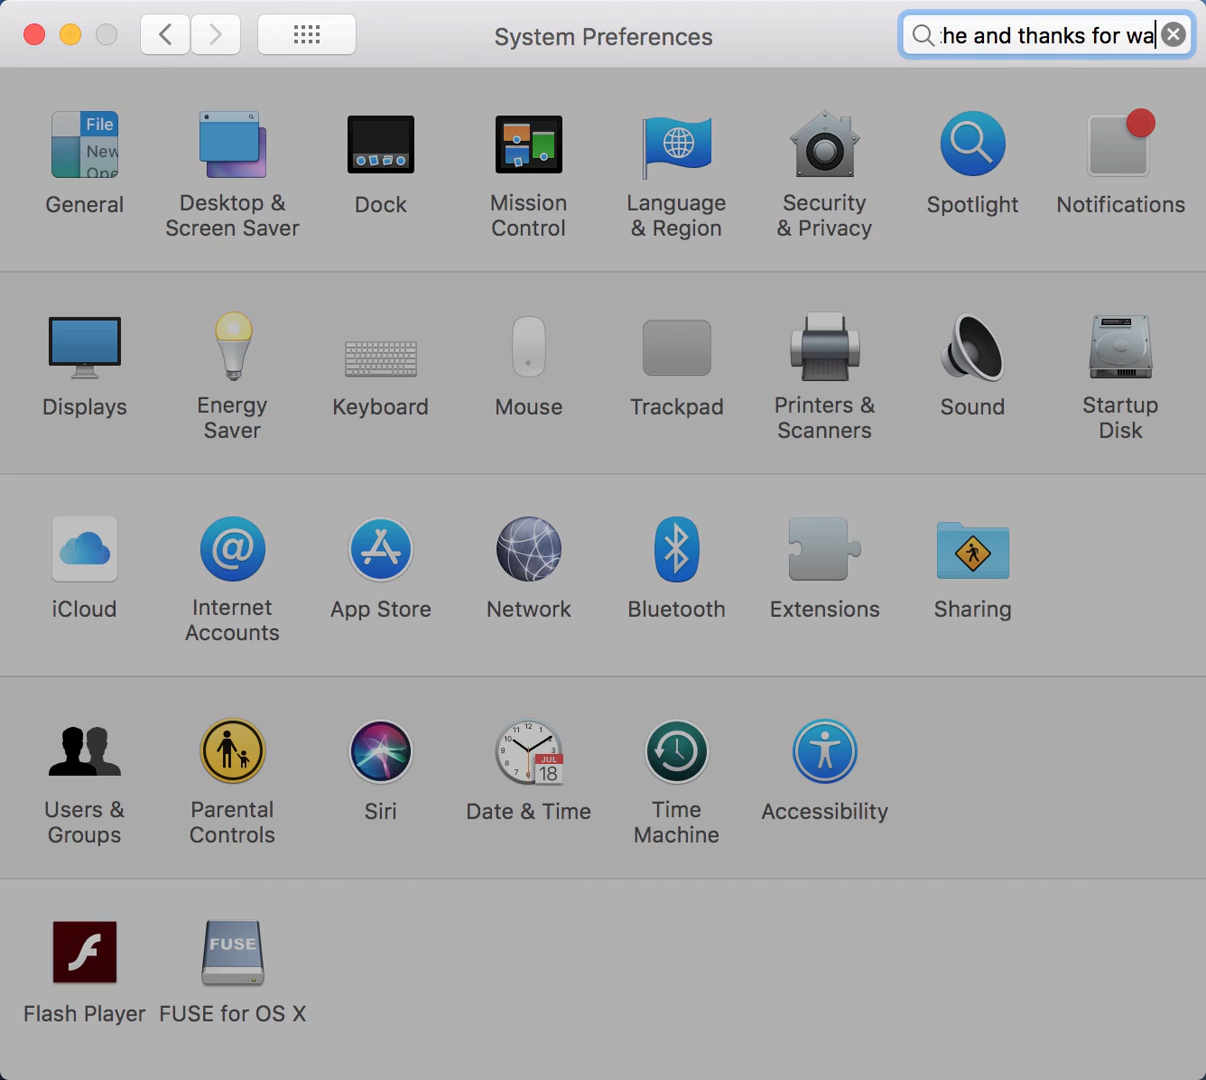 System Preferences
he and thanks for wa
File
New
Ope
General
Desktop &
Screen Saver
Dock
Mission
Control
Language
& Region
Security
& Privacy
Spotlight
Notifications
Displays
Energy
Saver
Keyboard
Mouse
Trackpad
Printers &
Scanners
Sound
Startup
Disk
iCloud
Internet
Accounts
App Store
Network
Bluetooth
Extensions
Sharing
Users &
Groups
Parental
Controls
Siri
JUL
18
Date & Time
Time
Machine
Accessibility
Flash Player
FUSE
FUSE for OS X